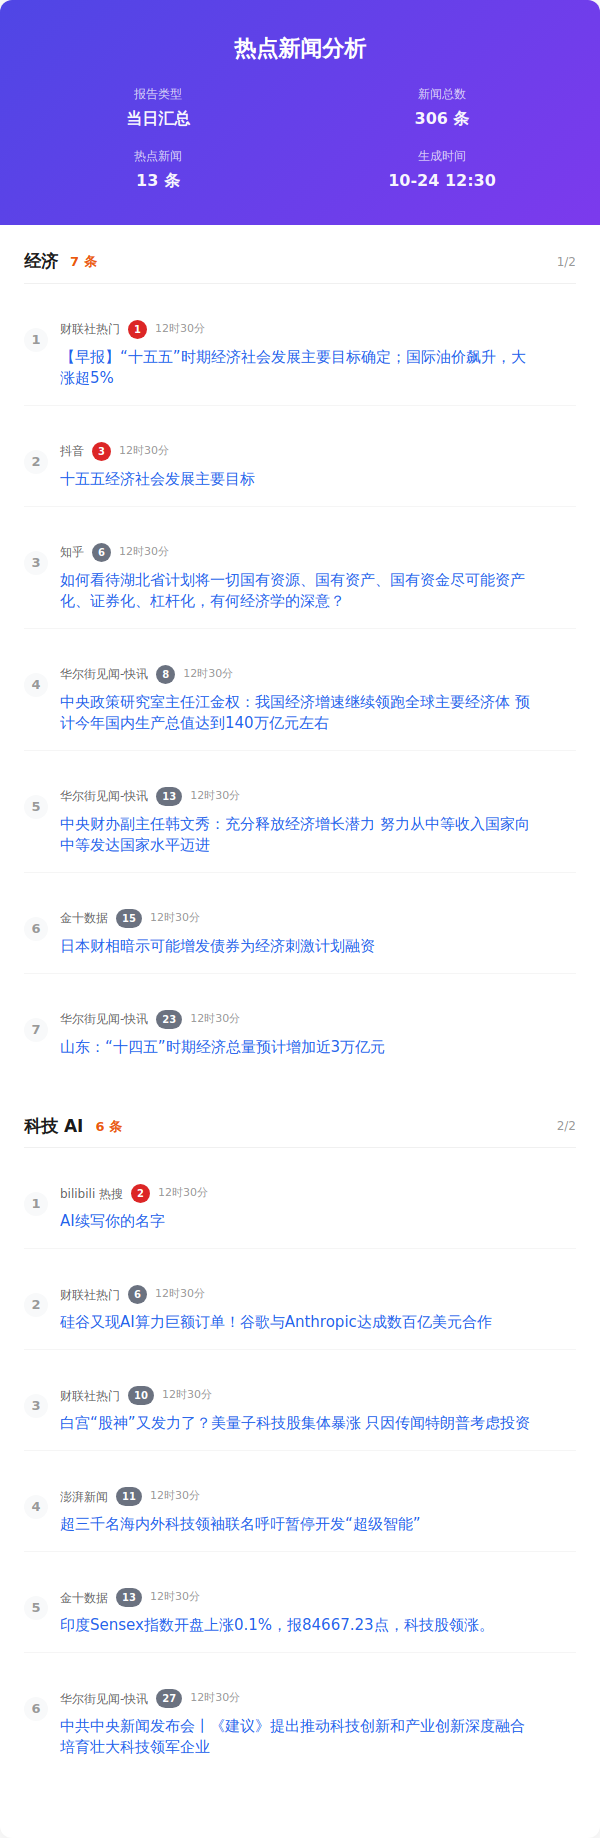 热点新闻分析
报告类型
当日汇总
新闻总数
306 条
热点新闻
13 条
生成时间
10-24 12:30
经济 7 条 1/2
1
财联社热门 1 12时30分
【早报】“十五五”时期经济社会发展主要目标确定；国际油价飙升，大
涨超5%
2
抖音 3 12时30分
十五五经济社会发展主要目标
3
知乎 6 12时30分
如何看待湖北省计划将一切国有资源、国有资产、国有资金尽可能资产
化、证券化、杠杆化，有何经济学的深意？
4
华尔街见闻-快讯 8 12时30分
中央政策研究室主任江金权：我国经济增速继续领跑全球主要经济体 预
计今年国内生产总值达到140万亿元左右
5
华尔街见闻-快讯 13 12时30分
中央财办副主任韩文秀：充分释放经济增长潜力 努力从中等收入国家向
中等发达国家水平迈进
6
金十数据 15 12时30分
日本财相暗示可能增发债券为经济刺激计划融资
7
华尔街见闻-快讯 23 12时30分
山东：“十四五”时期经济总量预计增加近3万亿元
科技 AI 6 条 2/2
1
bilibili 热搜 2 12时30分
AI续写你的名字
2
财联社热门 6 12时30分
硅谷又现AI算力巨额订单！谷歌与Anthropic达成数百亿美元合作
3
财联社热门 10 12时30分
白宫“股神”又发力了？美量子科技股集体暴涨 只因传闻特朗普考虑投资
4
澎湃新闻 11 12时30分
超三千名海内外科技领袖联名呼吁暂停开发“超级智能”
5
金十数据 13 12时30分
印度Sensex指数开盘上涨0.1%，报84667.23点，科技股领涨。
6
华尔街见闻-快讯 27 12时30分
中共中央新闻发布会丨《建议》提出推动科技创新和产业创新深度融合
培育壮大科技领军企业